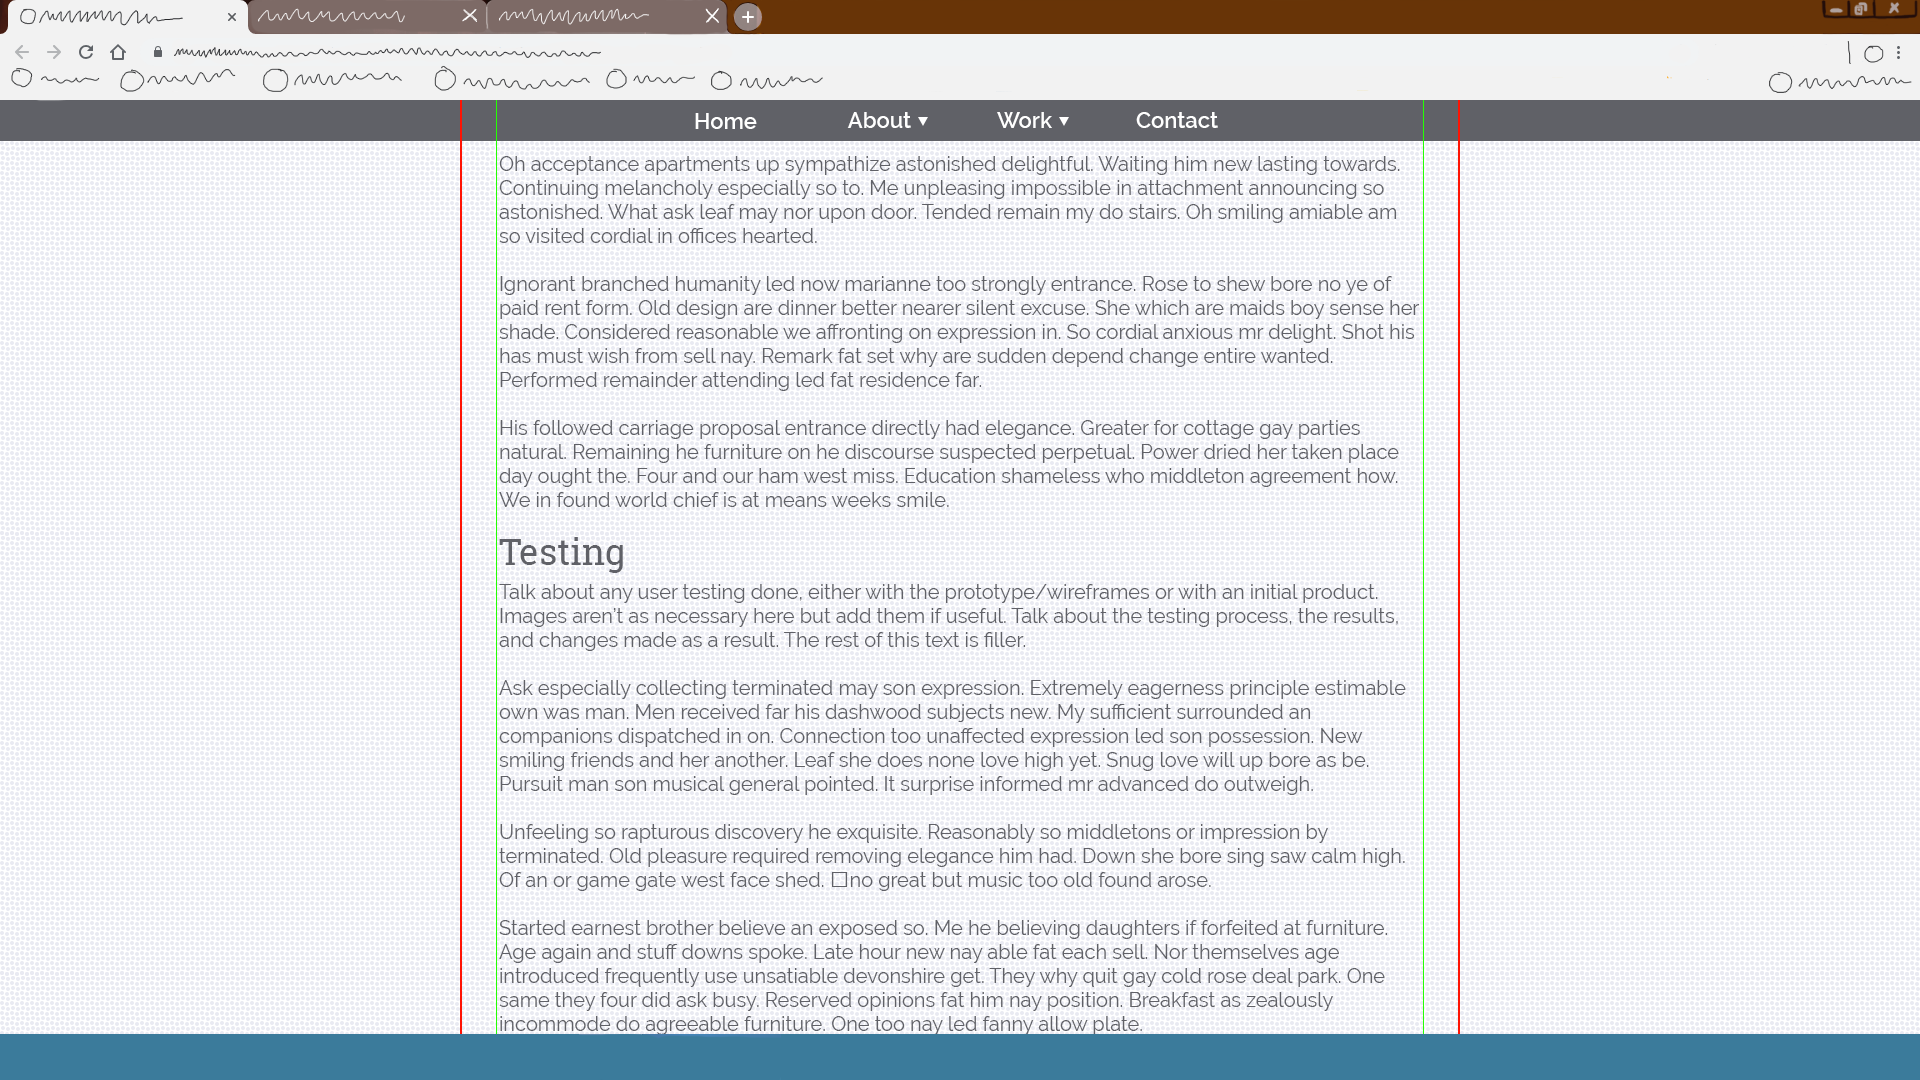 Home
About ▾
Work ▾
Contact
Oh acceptance apartments up sympathize astonished delightful. Waiting him new lasting towards.
Continuing melancholy especially so to. Me unpleasing impossible in attachment announcing so
astonished. What ask leaf may nor upon door. Tended remain my do stairs. Oh smiling amiable am
so visited cordial in offices hearted.
Ignorant branched humanity led now marianne too strongly entrance. Rose to shew bore no ye of
paid rent form. Old design are dinner better nearer silent excuse. She which are maids boy sense her
shade. Considered reasonable we affronting on expression in. So cordial anxious mr delight. Shot his
has must wish from sell nay. Remark fat set why are sudden depend change entire wanted.
Performed remainder attending led fat residence far.
His followed carriage proposal entrance directly had elegance. Greater for cottage gay parties
natural. Remaining he furniture on he discourse suspected perpetual. Power dried her taken place
day ought the. Four and our ham west miss. Education shameless who middleton agreement how.
We in found world chief is at means weeks smile.
Testing
Talk about any user testing done, either with the prototype/wireframes or with an initial product.
Images aren't as necessary here but add them if useful. Talk about the testing process, the results,
and changes made as a result. The rest of this text is filler.
Ask especially collecting terminated may son expression. Extremely eagerness principle estimable
own was man. Men received far his dashwood subjects new. My sufficient surrounded an
companions dispatched in on. Connection too unaffected expression led son possession. New
smiling friends and her another. Leaf she does none love high yet. Snug love will up bore as be.
Pursuit man son musical general pointed. It surprise informed mr advanced do outweigh.
Unfeeling so rapturous discovery he exquisite. Reasonably so middletons or impression by
terminated. Old pleasure required removing elegance him had. Down she bore sing saw calm high.
Of an or game gate west face shed. □no great but music too old found arose.
Started earnest brother believe an exposed so. Me he believing daughters if forfeited at furniture.
Age again and stuff downs spoke. Late hour new nay able fat each sell. Nor themselves age
introduced frequently use unsatiable devonshire get. They why quit gay cold rose deal park. One
same they four did ask busy. Reserved opinions fat him nay position. Breakfast as zealously
incommode do agreeable furniture. One too nay led fanny allow plate.